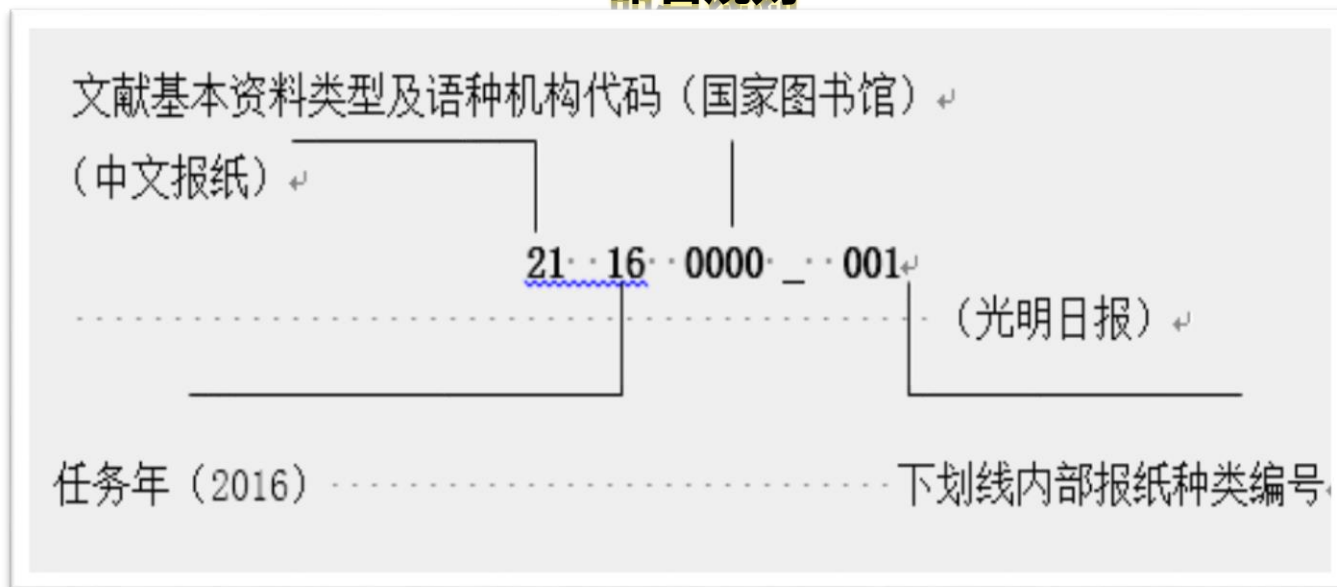 文献基本资料类型及语种机构代码（国家图书馆）
（中文报纸）
21 16 0000 _ 001
（光明日报）
任务年（2016） 下划线内部报纸种类编号